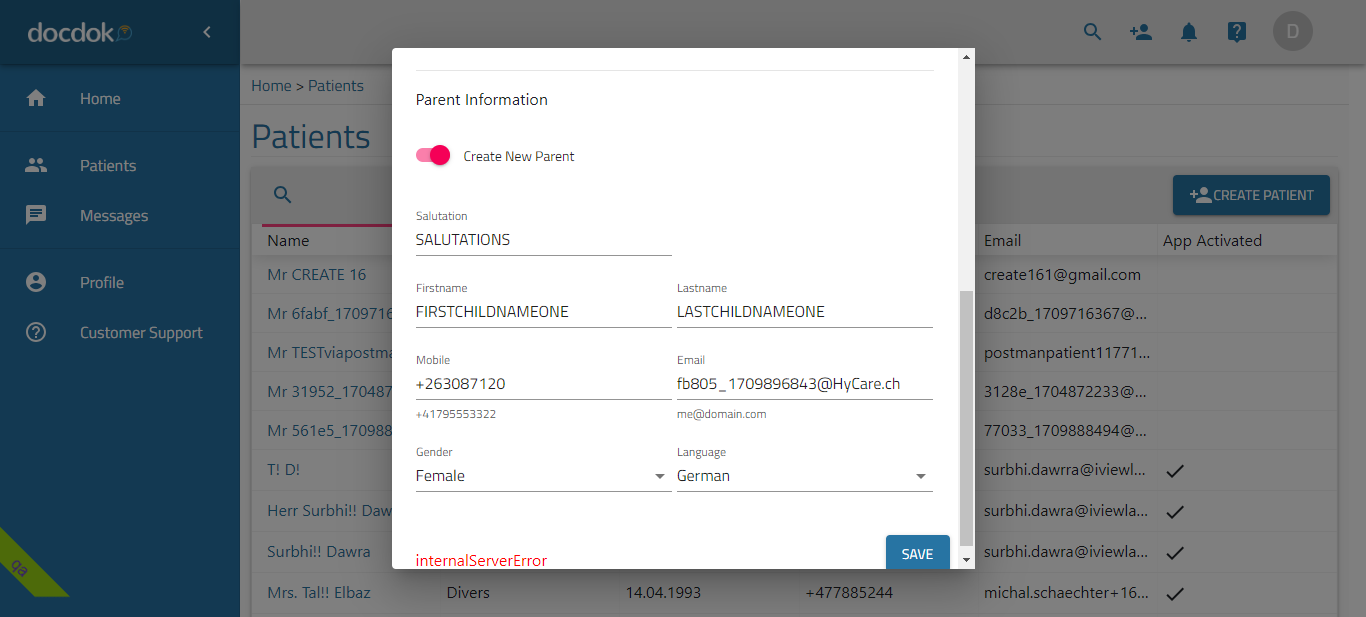 docdok
D
Home
Patients
Messages
Profile
Customer Support
qa
Home > Patients
Patients
CREATE PATIENT
Name
Email
App Activated
Mr CREATE 16
create161@gmail.com
Mr 6fabf_1709716
d8c2b_1709716367@...
Mr TESTviapostma
postmanpatient11771...
Mr 31952_170487
3128e_1704872233@...
Mr 561e5_170988
77033_1709888494@...
T! D!
surbhi.dawrra@iviewl...
Herr Surbhi!! Daw
surbhi.dawra@iviewla...
Surbhi!! Dawra
surbhi.dawra@iviewla...
Mrs. Tal!! Elbaz
Divers
14.04.1993
+477885244
michal.schaechter+16...
Parent Information
Create New Parent
Salutation
SALUTATIONS
Firstname
Lastname
FIRSTCHILDNAMEONE
LASTCHILDNAMEONE
Mobile
Email
+263087120
fb805_1709896843@HyCare.ch
+41795553322
me@domain.com
Gender
Language
Female
German
internalServerError
SAVE